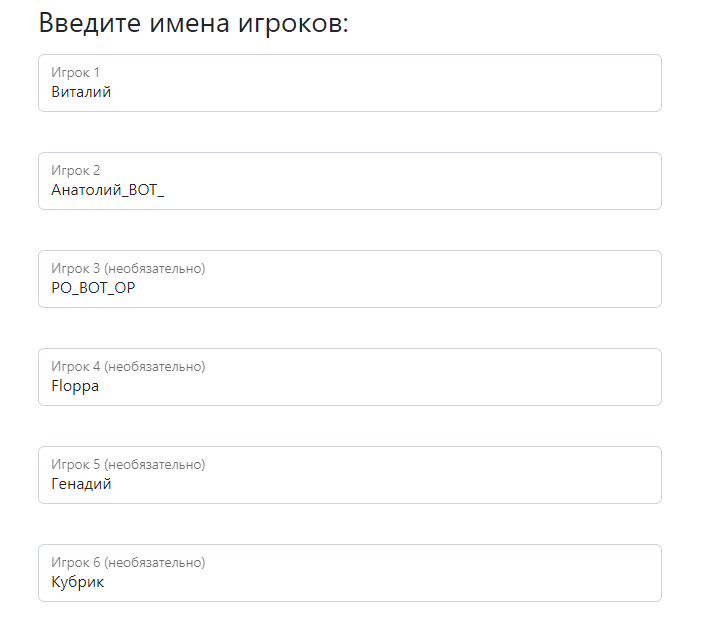 Введите имена игроков:
Игрок 1
Виталий
Игрок 2
Анатолий_BOT_
Игрок 3 (необязательно)
PO_BOT_OP
Игрок 4 (необязательно)
Floppa
Игрок 5 (необязательно)
Генадий
Игрок 6 (необязательно)
Кубрик